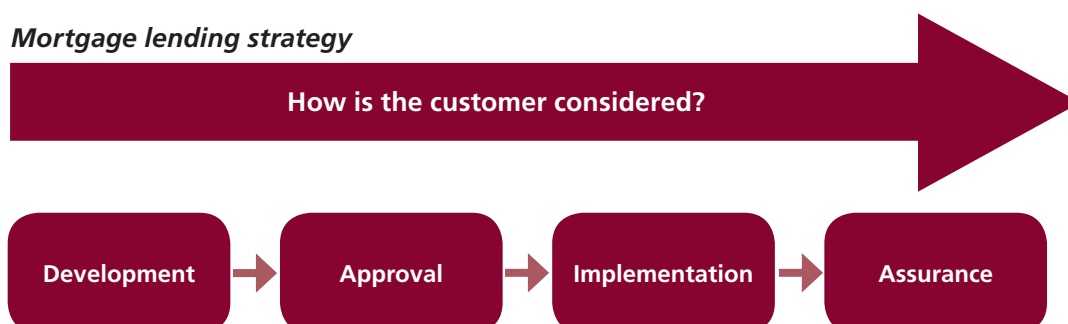 Mortgage lending strategy
How is the customer considered?
Development
Approval
Implementation
Assurance